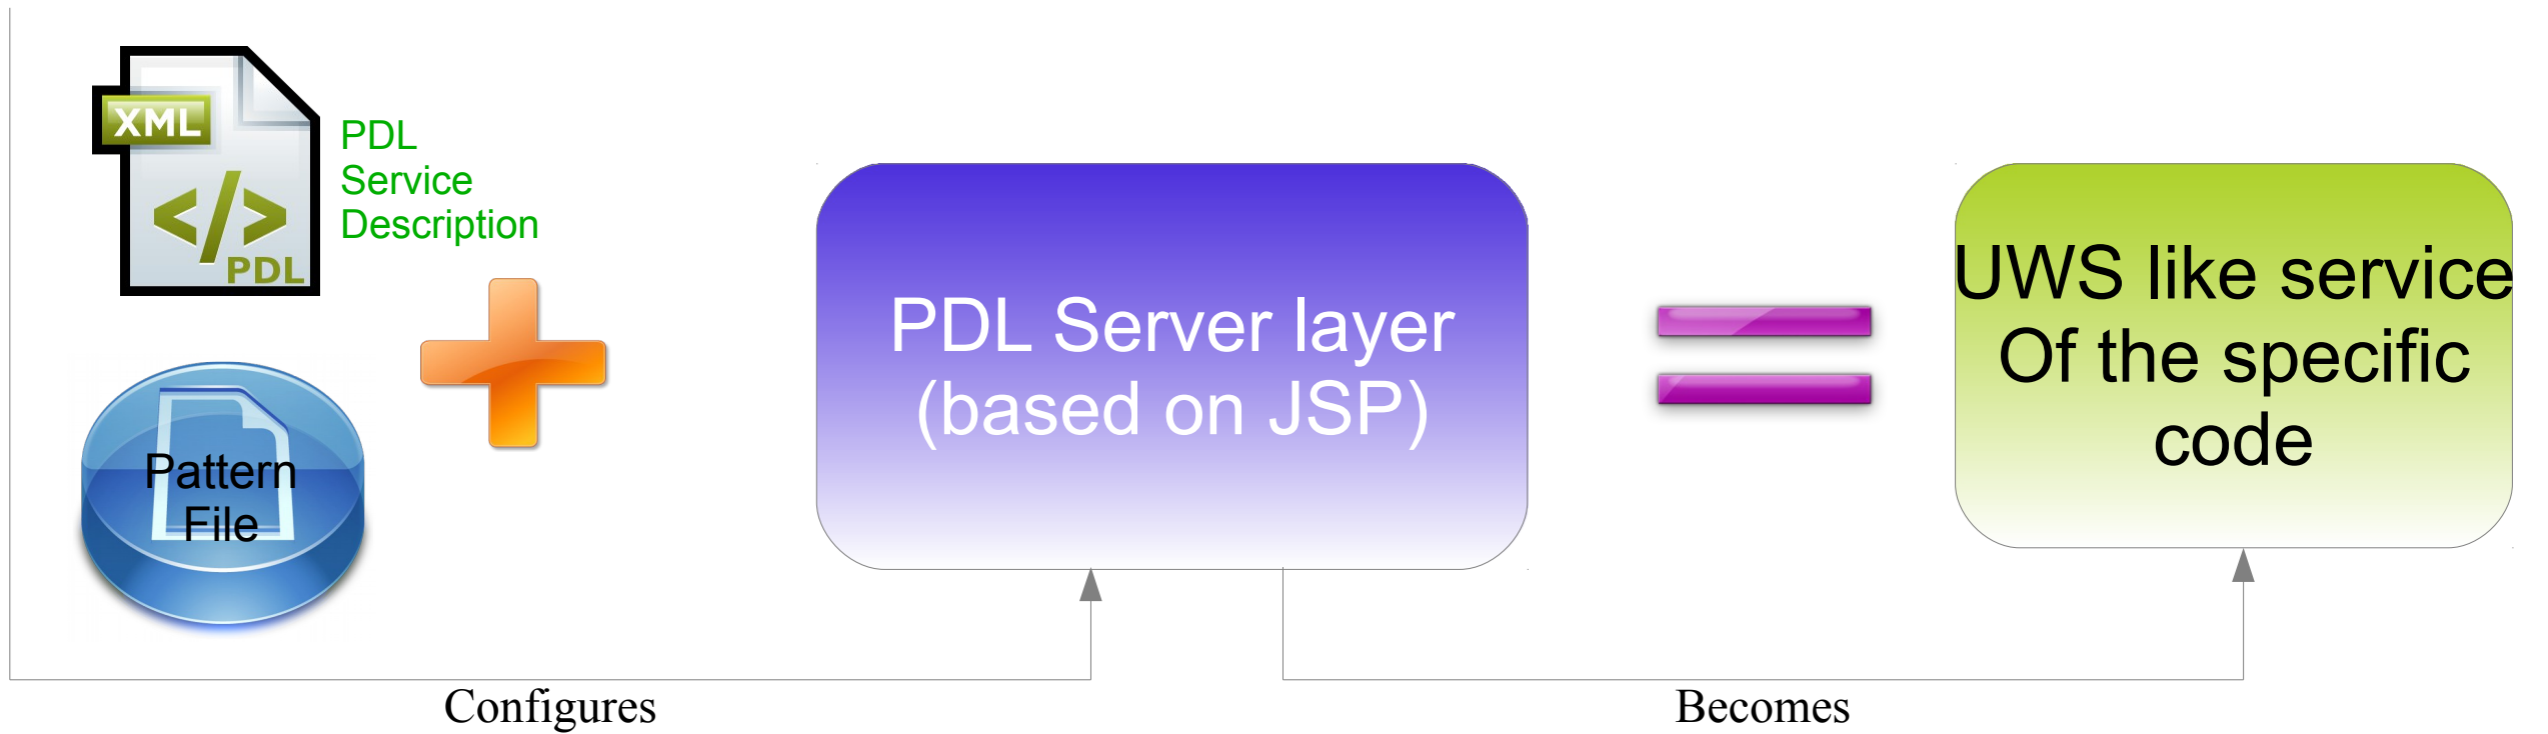 XML
</>
PDL
PDL
Service
Description
Pattern
File
PDL Server layer
(based on JSP)
UWS like service
Of the specific
code
Configures
Becomes